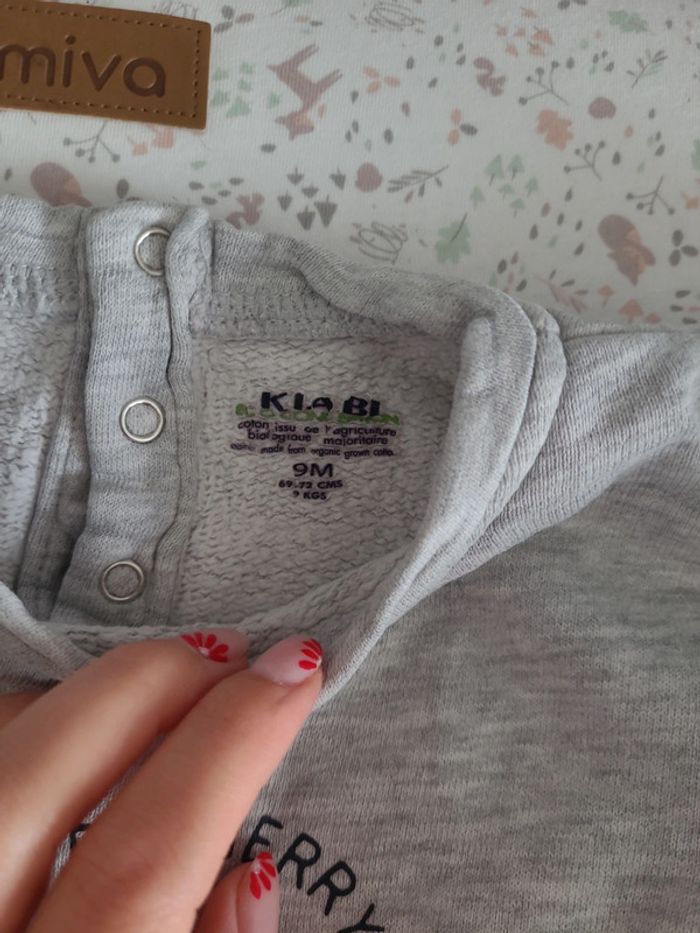 miva
KIABI
coton issu de l'agriculture
biologique majoritaire
made from organic grown cotton
9M
69-72 CMS
9 KGS
ERRY